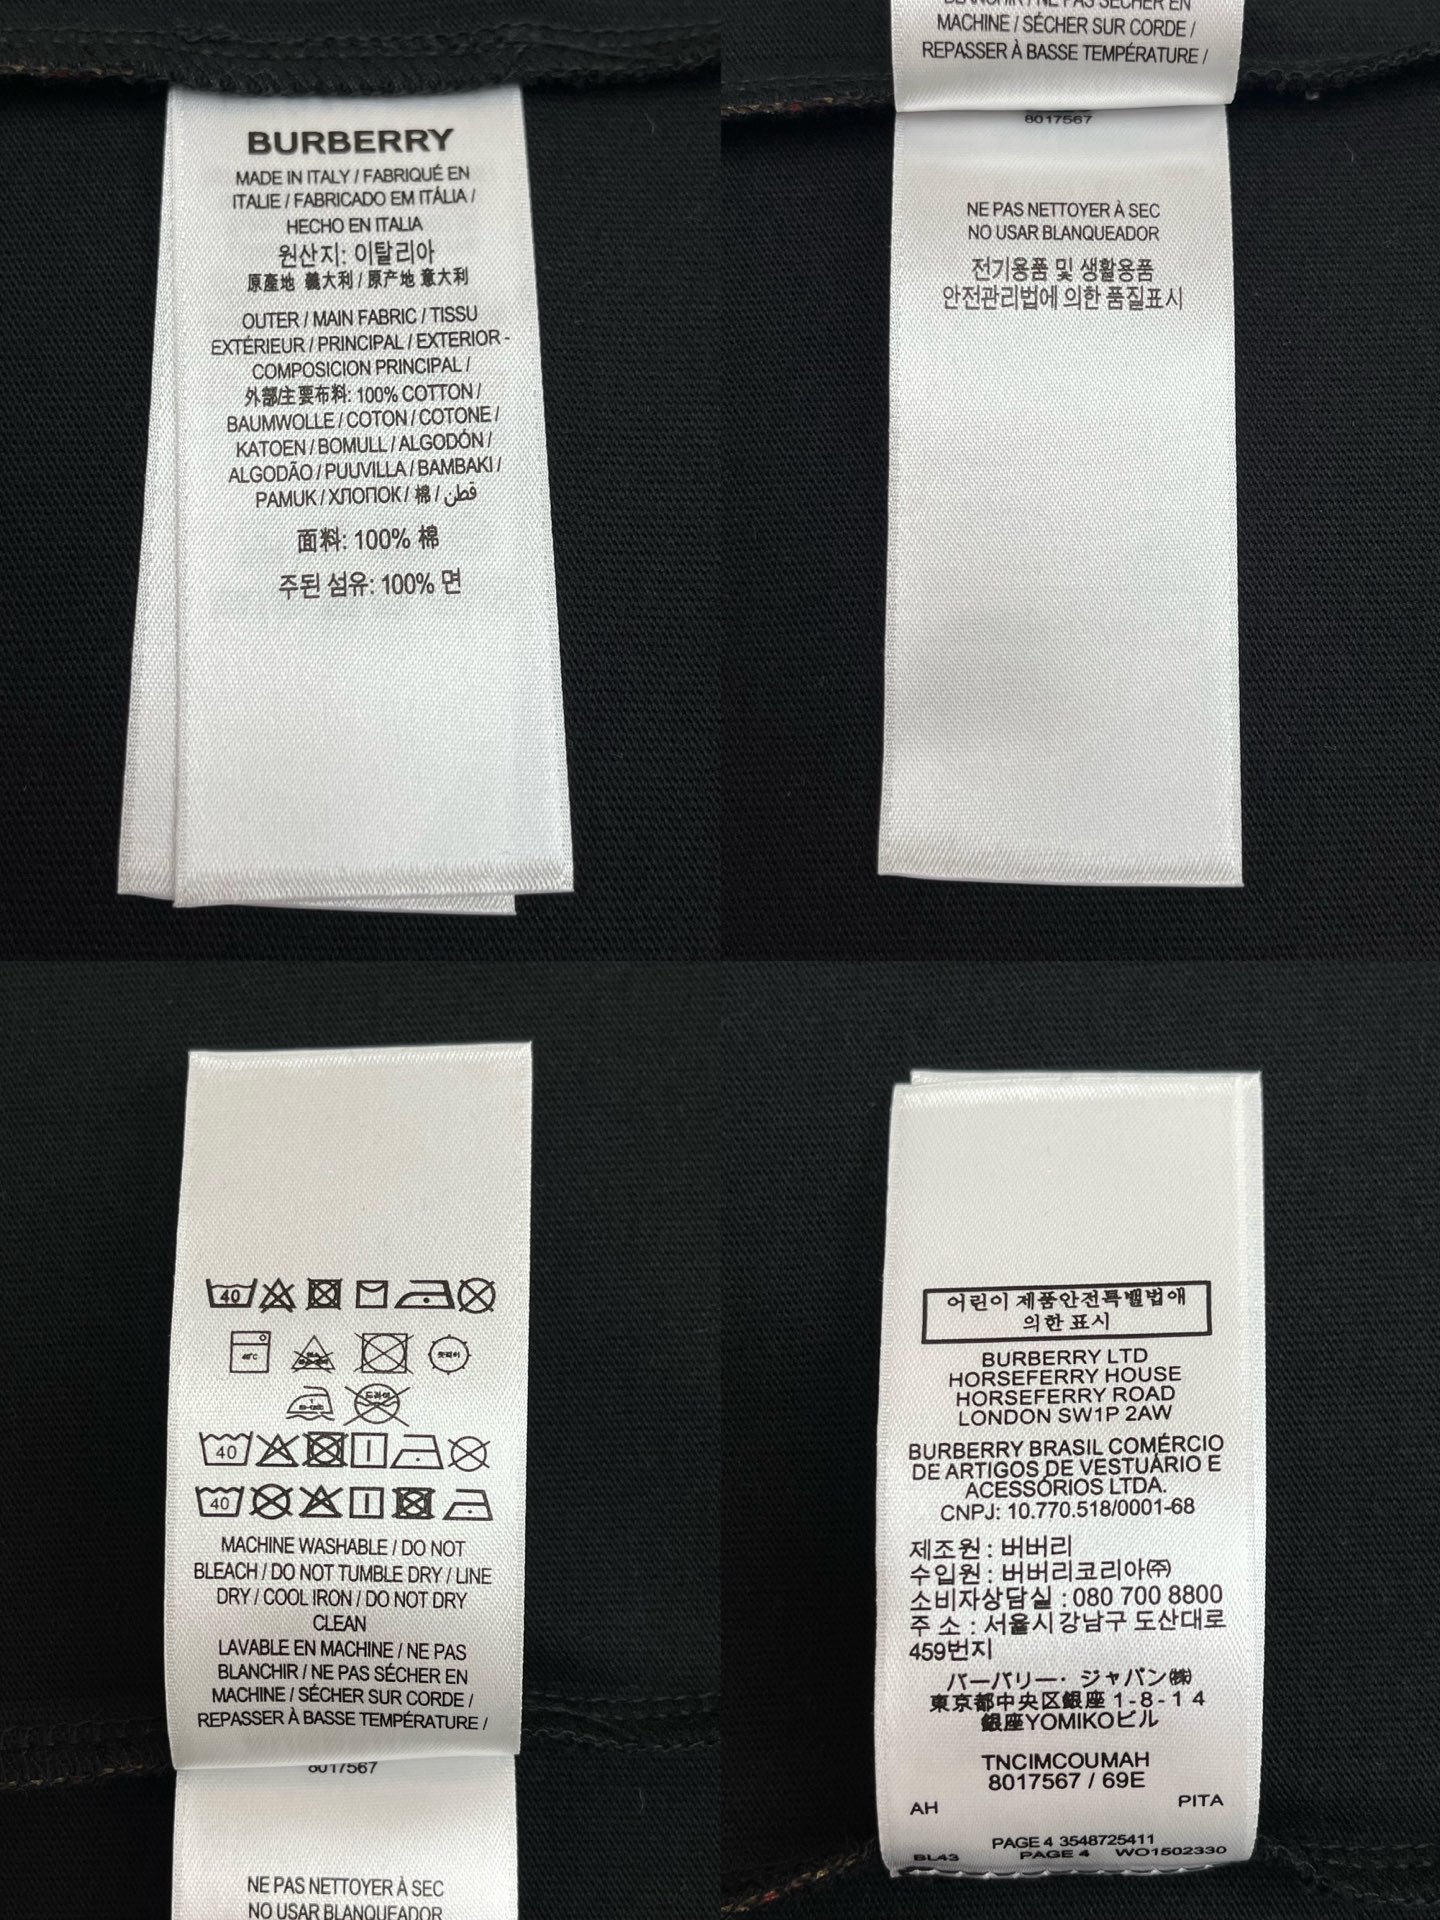 BURBERRY
MADE IN ITALY / FABRIQUÉ EN
ITALIE / FABRICADO EM ITÁLIA /
HECHO EN ITALIA
원산지: 이탈리아
原產地 義大利 / 原产地 意大利
OUTER / MAIN FABRIC / TISSU
EXTÉRIEUR / PRINCIPAL / EXTERIOR -
COMPOSICION PRINCIPAL /
外部/主要布料: 100% COTTON /
BAUMWOLLE / COTON / COTONE /
KATOEN / BOMULL / ALGODÓN /
ALGODÃO / PUUVILLA / BAMBAKI /
PAMUK / ХЛОПОК / 棉 / قطن
面料: 100% 棉
주된 섬유: 100% 면
MACHINE / SÉCHER SUR CORDE /
REPASSER À BASSE TEMPÉRATURE /
8017567
NE PAS NETTOYER À SEC
NO USAR BLANQUEADOR
전기용품 및 생활용품
안전관리법에 의한 품질표시
40
40°C
40
40
MACHINE WASHABLE / DO NOT
BLEACH / DO NOT TUMBLE DRY / LINE
DRY / COOL IRON / DO NOT DRY
CLEAN
LAVABLE EN MACHINE / NE PAS
BLANCHIR / NE PAS SÉCHER EN
MACHINE / SÉCHER SUR CORDE /
REPASSER À BASSE TEMPÉRATURE /
8017567
NE PAS NETTOYER À SEC
NO USAR BLANQUEADOR
어린이 제품안전특별법애
의한 표시
BURBERRY LTD
HORSEFERRY HOUSE
HORSEFERRY ROAD
LONDON SW1P 2AW
BURBERRY BRASIL COMÉRCIO
DE ARTIGOS DE VESTUÁRIO E
ACESSÓRIOS LTDA.
CNPJ: 10.770.518/0001-68
제조원 : 버버리
수입원 : 버버리코리아㈜
소비자상담실 : 080 700 8800
주 소 : 서울시 강남구 도산대로
459번지
バーバリー・ジャパン㈱
東京都中央区銀座 1 - 8 - 1 4
銀座YOMIKOビル
TNCIMCOUMAH
8017567 / 69E
AH PITA
PAGE 4 3548725411
BL43 PAGE 4 WO1502330